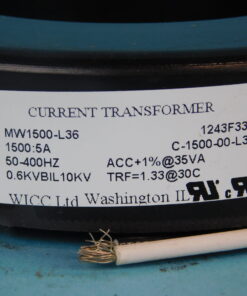 CURRENT TRANSFORMER
MW1500-L36 1243F33
1500:5A C-1500-00-L3
50-400HZ ACC+1%@35VA
0.6KVBIL10KV TRF=1.33@30C
WICC Ltd Washington IL